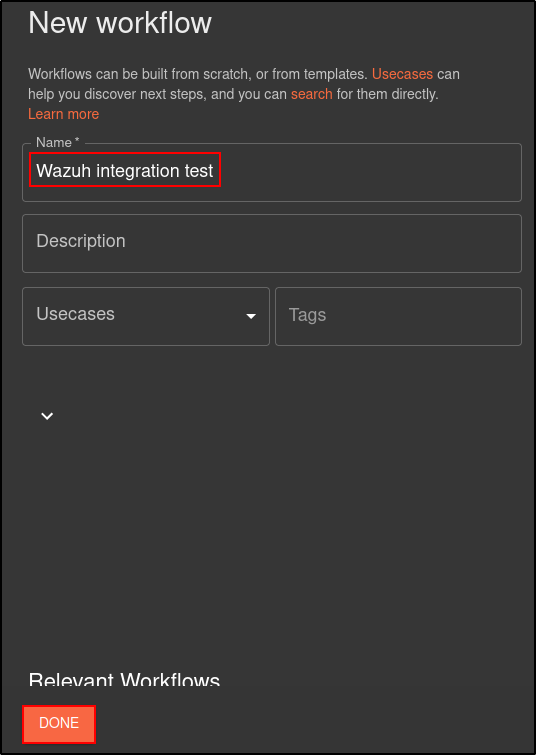 New workflow
Workflows can be built from scratch, or from templates. Usecases can
help you discover next steps, and you can search for them directly.
Learn more
Name *
Wazuh integration test
Description
Usecases
Tags
Relevant Workflows
DONE